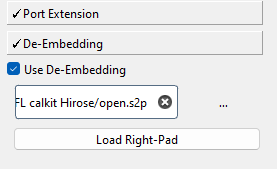 ✓Port Extension
✓De-Embedding
Use De-Embedding
FL calkit Hirose/open.s2p
...
Load Right-Pad